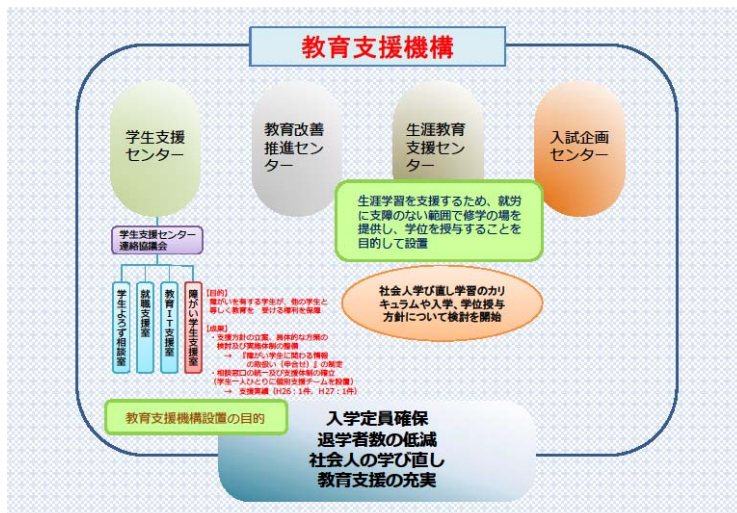 教育支援機構
学生支援
センター
教育改善
推進セン
ター
生涯教育
支援セン
ター
入試企画
センター
生涯学習を支援するため、就労
に支障のない範囲で修学の場を
提供し、学位を授与することを
目的して設置
学生支援センター
連絡協議会
社会人学び直し学習のカリ
キュラムや入学、学位授与
方針について検討を開始
学生よろず相談室
就職支援室
教育IT支援室
障がい学生支援室
【目的】
障がいを有する学生が、他の学生と
等しく教育を 受ける権利を保障
【成果】
・支援方針の立案、具体的な方策の
検討及び実施体制の整備
→ 『障がい学生に関わる情報
の取扱い(申合せ)』の制定
・相談窓口の統一及び支援体制の確立
(学生一人ひとりに個別支援チームを設置)
→ 支援実績(H26:1件、H27:1件)
教育支援機構設置の目的
入学定員確保
退学者数の低減
社会人の学び直し
教育支援の充実